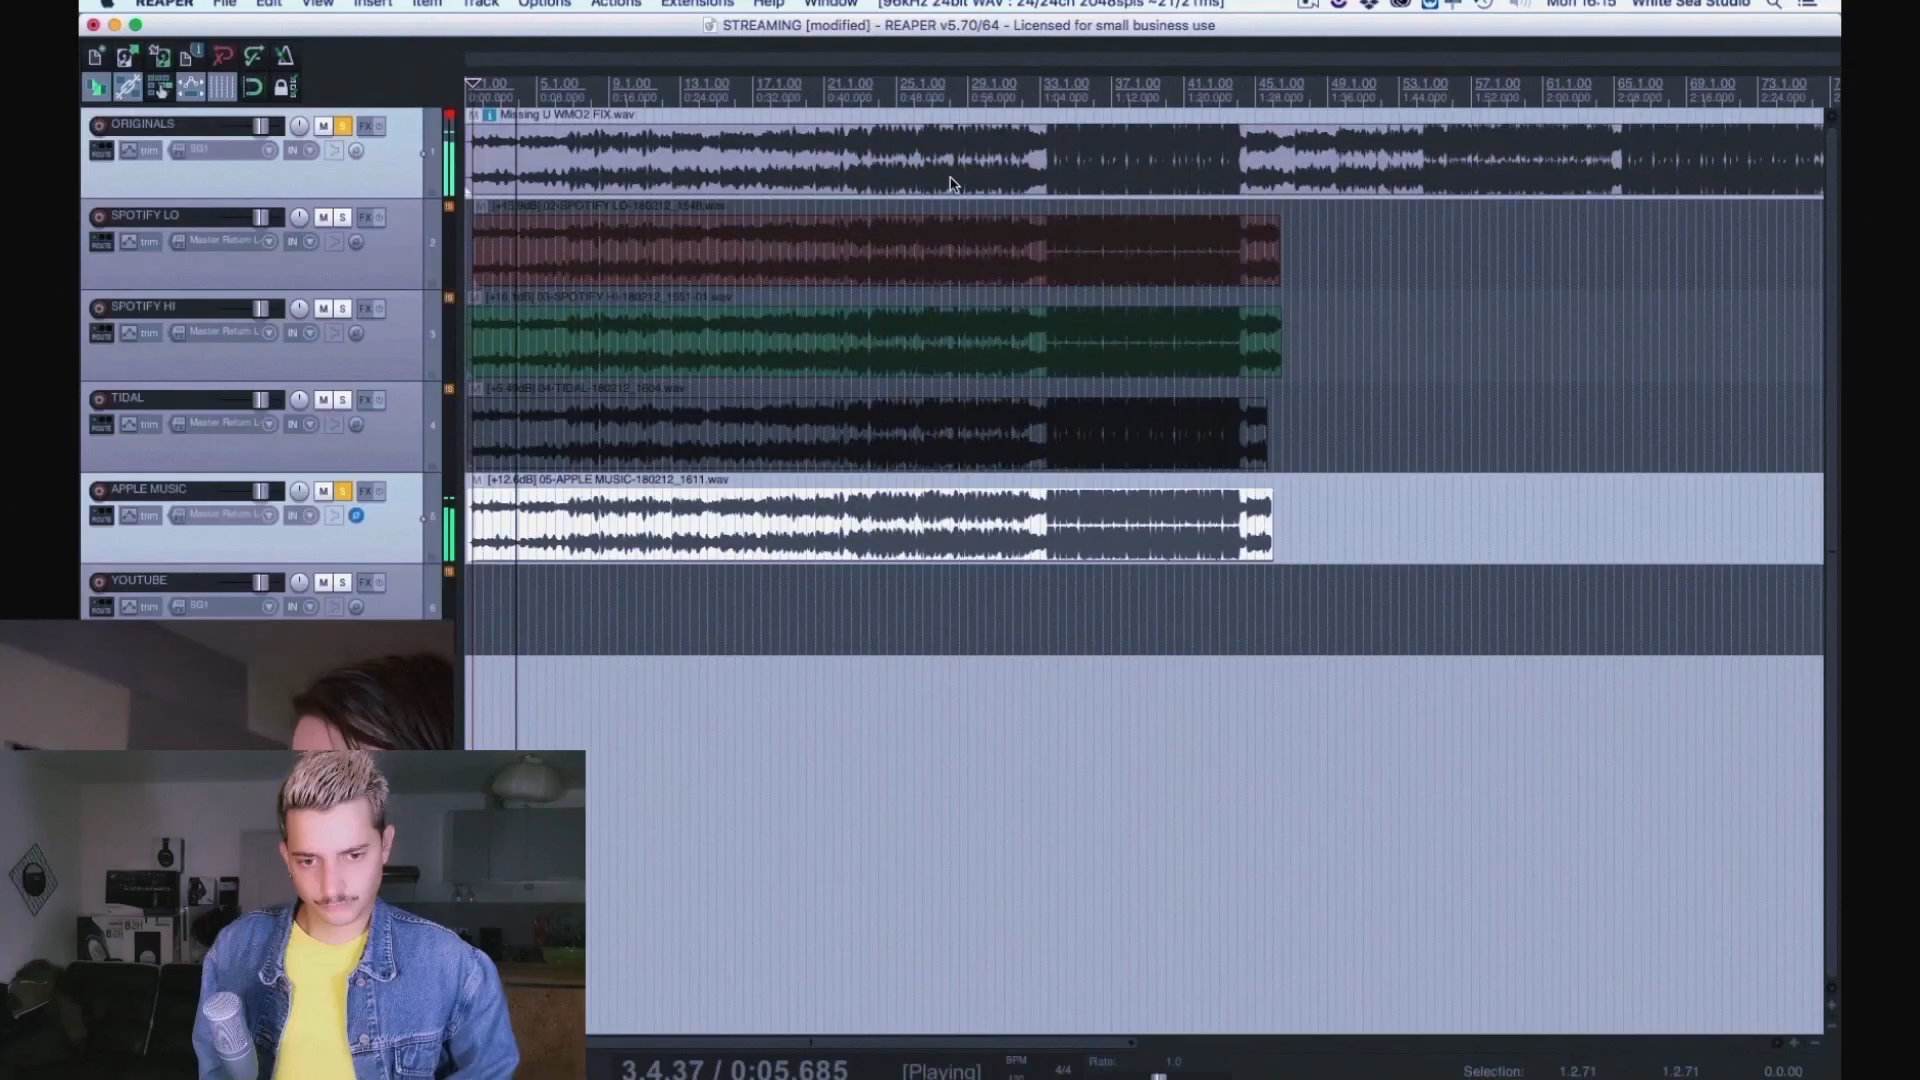 REAPER File Edit View Insert Item Track Options Actions Extensions View Window Help [96kHz 24bit WAV : 24/24ch 2048spls ~21/21ms] Mon 16:15 White Sea Studio
STREAMING [modified] - REAPER v5.70/64 - Licensed for small business use
1.00 5.1.00 9.1.00 13.1.00 17.1.00 21.1.00 25.1.00 29.1.00 33.1.00 37.1.00 41.1.00 45.1.00 49.1.00 53.1.00 57.1.00 61.1.00 65.1.00 69.1.00 73.1.00
0:00.000 0:08.000 0:16.000 0:24.000 0:32.000 0:40.000 0:48.000 0:56.000 1:04.000 1:12.000 1:20.000 1:28.000 1:36.000 1:44.000 1:52.000 2:00.000 2:08.000 2:16.000 2:24.000
Missing U WMO2 FIX.wav
ORIGINALS M S FX
ROUTE trim SG1 IN 1
[+15.9dB] 02-SPOTIFY LO-180212_1548.wav
SPOTIFY LO M S FX
ROUTE trim Master Return L IN 2
03-SPOTIFY HI-180212_1551-01.wav
SPOTIFY HI M S FX
ROUTE trim Master Return L IN 3
04-TIDAL-180212_1604.wav
TIDAL M S FX
ROUTE trim Master Return L IN 4
M [+12.6dB] 05-APPLE MUSIC-180212_1611.wav
APPLE MUSIC M S FX
ROUTE trim Master Return L IN 5
YOUTUBE M S FX
ROUTE trim SG1 IN 6
3.4.37 / 0:05.685 [Playing] BPM 4/4 Rate: 1.0 Selection: 1.2.71 1.2.71 0.0.00